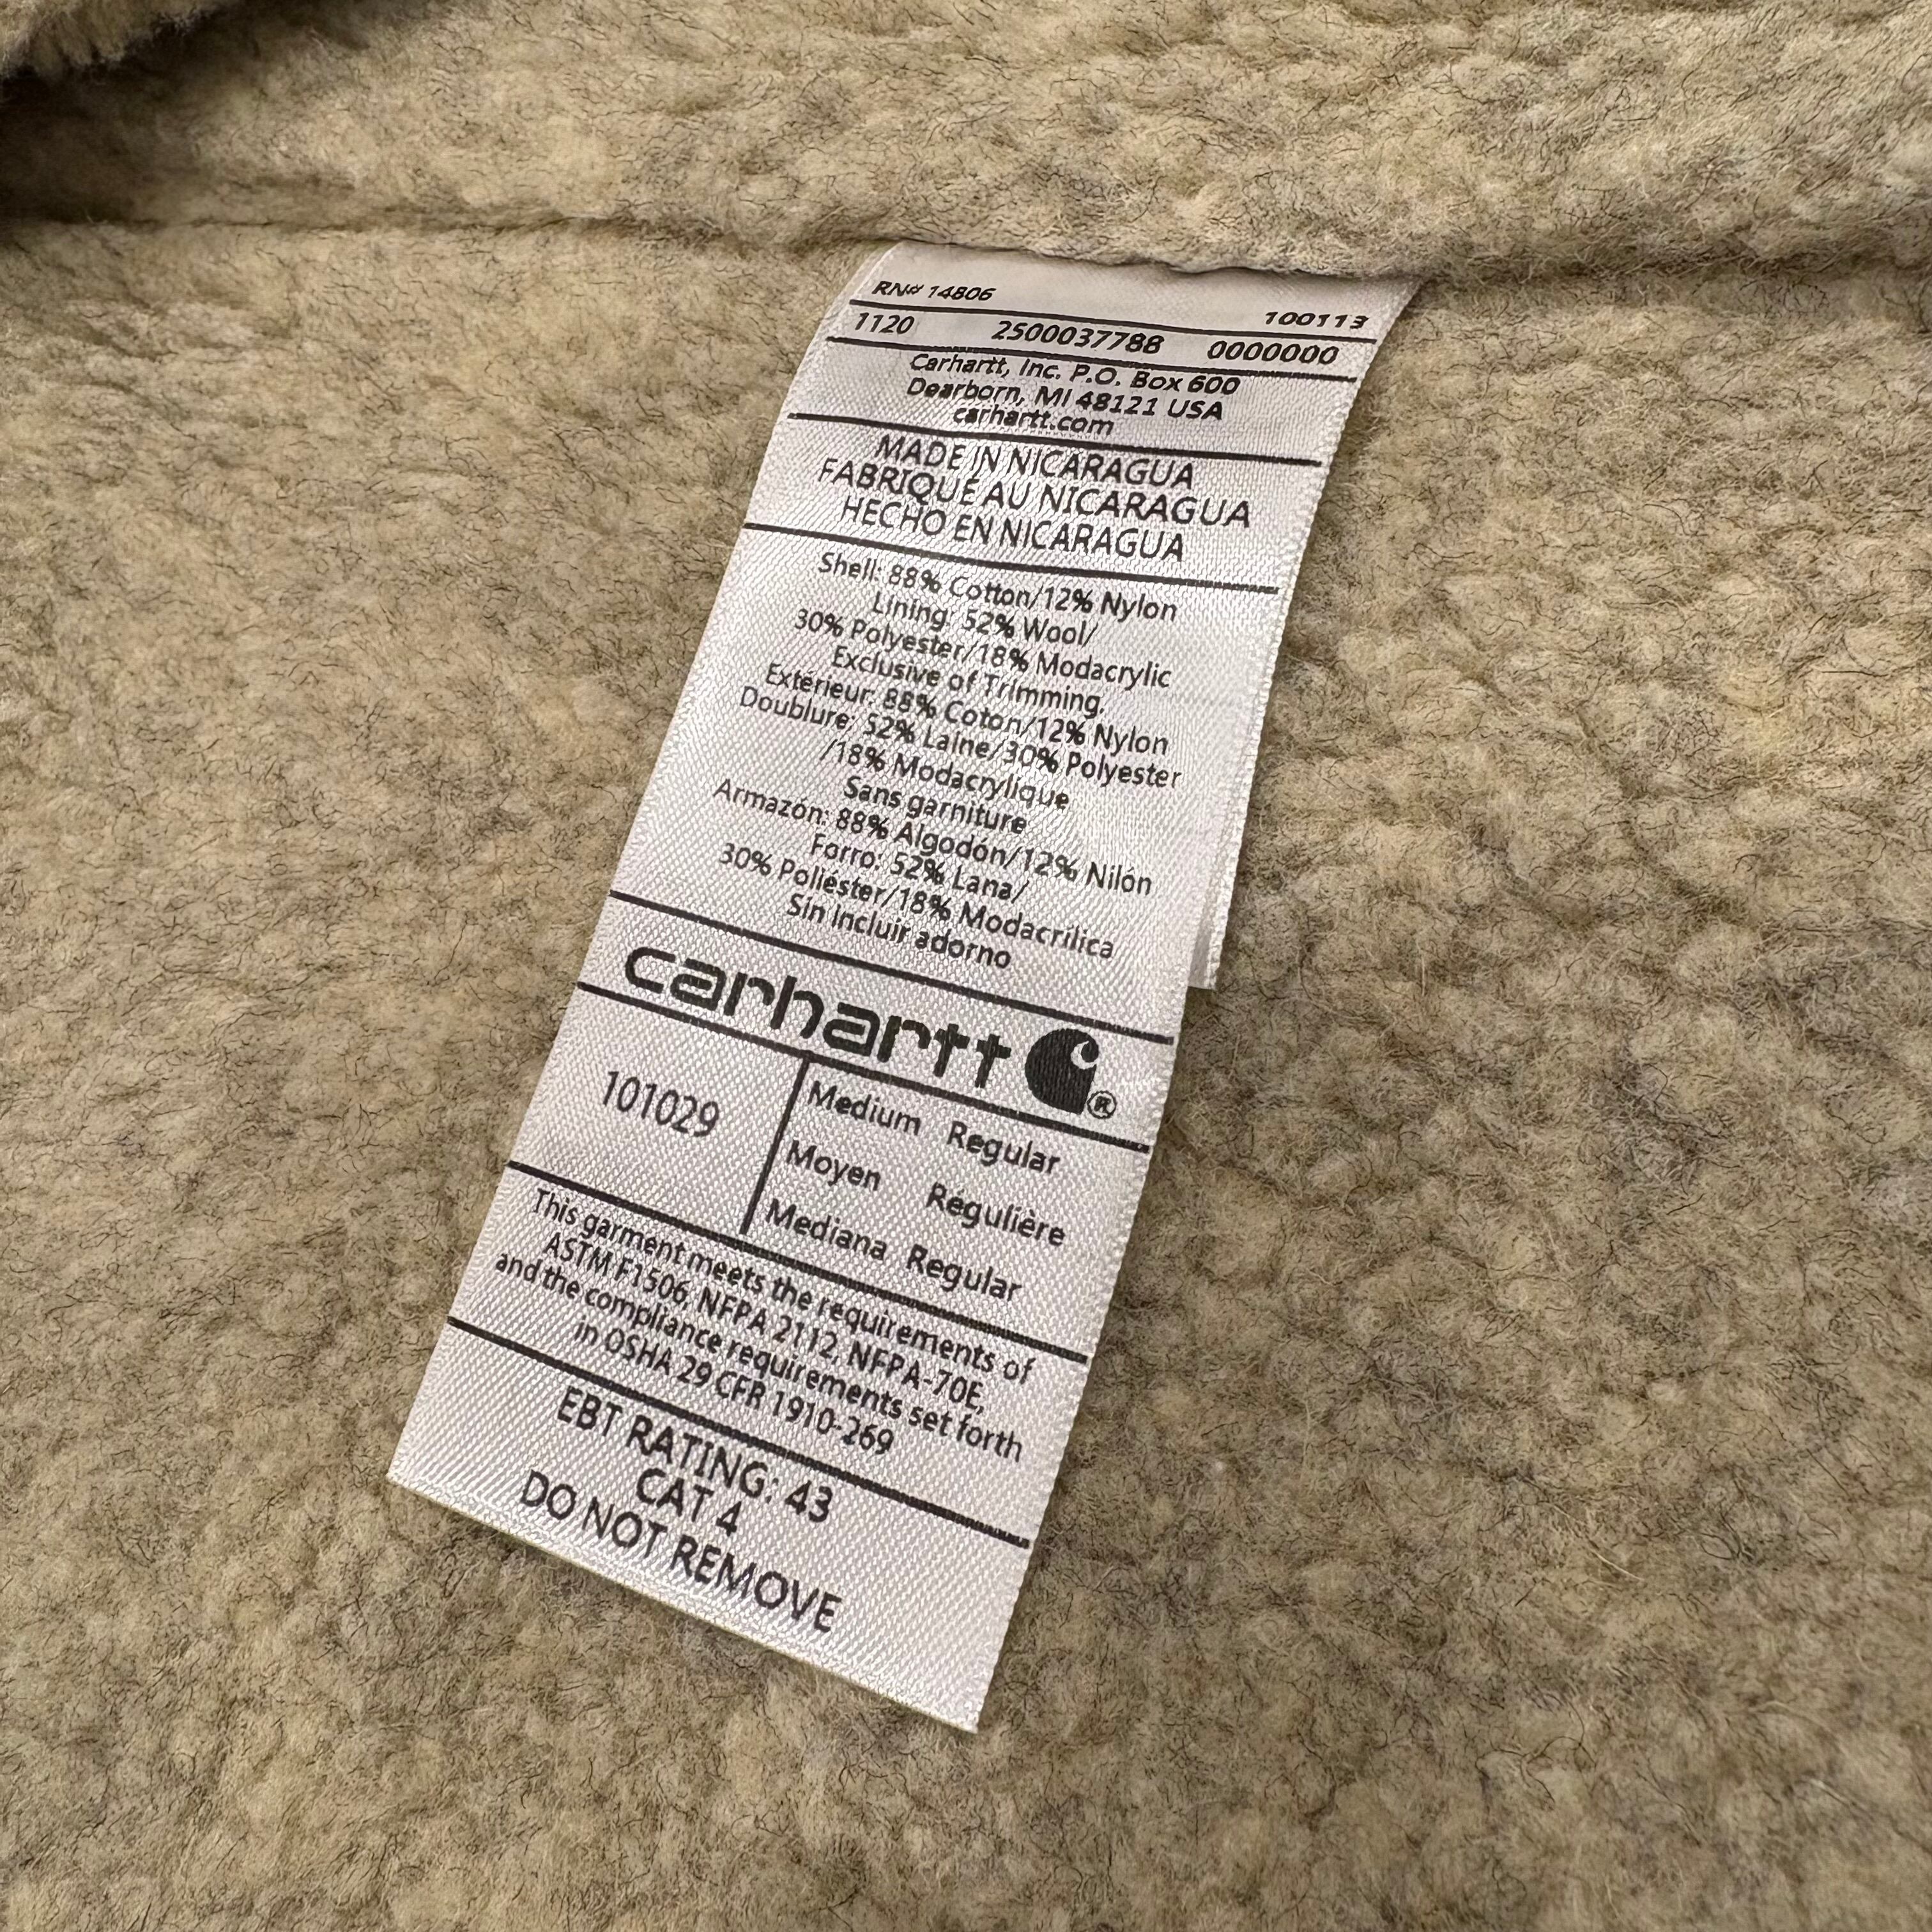 RN# 14806 100113
1120 2500037788 0000000
Carhartt, Inc. P.O. Box 600
Dearborn, MI 48121 USA
carhartt.com
MADE IN NICARAGUA
FABRIQUÉ AU NICARAGUA
HECHO EN NICARAGUA
Shell: 88% Cotton/12% Nylon
Lining: 52% Wool/
30% Polyester/18% Modacrylic
Exclusive of Trimming.
Extérieur: 88% Coton/12% Nylon
Doublure: 52% Laine/30% Polyester
/18% Modacrylique
Sans garniture
Armazón: 88% Algodón/12% Nilón
Forro: 52% Lana/
30% Poliéster/18% Modacrílica
Sin incluir adorno
carhartt ®
101029
Medium Regular
Moyen Régulière
Mediana Regular
This garment meets the requirements of
ASTM F1506, NFPA 2112, NFPA-70E,
and the compliance requirements set forth
in OSHA 29 CFR 1910-269
EBT RATING: 43
CAT 4
DO NOT REMOVE